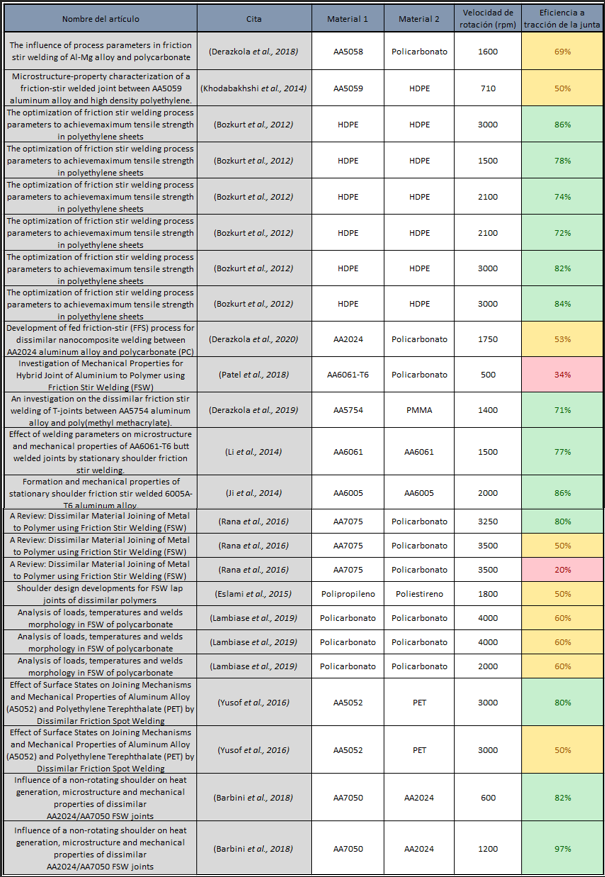 Nombre del artículo Cita Material 1 Material 2 Velocidad de rotación (rpm) Eficiencia a tracción de la junta
The influence of process parameters in friction
stir welding of Al-Mg alloy and polycarbonate
(Derazkola et al., 2018) AA5058 Policarbonato 1600 69%
Microstructure-property characterization of a
friction-stir welded joint between AA5059
aluminum alloy and high density polyethylene.
(Khodabakhshi et al., 2014) AA5059 HDPE 710 50%
The optimization of friction stir welding process
parameters to achievemaximum tensile strength
in polyethylene sheets
(Bozkurt et al., 2012) HDPE HDPE 3000 86%
The optimization of friction stir welding process
parameters to achievemaximum tensile strength
in polyethylene sheets
(Bozkurt et al., 2012) HDPE HDPE 1500 78%
The optimization of friction stir welding process
parameters to achievemaximum tensile strength
in polyethylene sheets
(Bozkurt et al., 2012) HDPE HDPE 2100 74%
The optimization of friction stir welding process
parameters to achievemaximum tensile strength
in polyethylene sheets
(Bozkurt et al., 2012) HDPE HDPE 2100 72%
The optimization of friction stir welding process
parameters to achievemaximum tensile strength
in polyethylene sheets
(Bozkurt et al., 2012) HDPE HDPE 3000 82%
The optimization of friction stir welding process
parameters to achievemaximum tensile strength
in polyethylene sheets
(Bozkurt et al., 2012) HDPE HDPE 3000 84%
Development of fed friction-stir (FFS) process for
dissimilar nanocomposite welding between
AA2024 aluminum alloy and polycarbonate (PC)
(Derazkola et al., 2020) AA2024 Policarbonato 1750 53%
Investigation of Mechanical Properties for
Hybrid Joint of Aluminium to Polymer using
Friction Stir Welding (FSW)
(Patel et al., 2018) AA6061-T6 Policarbonato 500 34%
An investigation on the dissimilar friction stir
welding of T-joints between AA5754 aluminum
alloy and poly(methyl methacrylate).
(Derazkola et al., 2019) AA5754 PMMA 1400 71%
Effect of welding parameters on microstructure
and mechanical properties of AA6061-T6 butt
welded joints by stationary shoulder friction
stir welding.
(Li et al., 2014) AA6061 AA6061 1500 77%
Formation and mechanical properties of
stationary shoulder friction stir welded 6005A-
T6 aluminum alloy
(Ji et al., 2014) AA6005 AA6005 2000 86%
A Review: Dissimilar Material Joining of Metal
to Polymer using Friction Stir Welding (FSW)
(Rana et al., 2016) AA7075 Policarbonato 3250 80%
A Review: Dissimilar Material Joining of Metal
to Polymer using Friction Stir Welding (FSW)
(Rana et al., 2016) AA7075 Policarbonato 3500 50%
A Review: Dissimilar Material Joining of Metal
to Polymer using Friction Stir Welding (FSW)
(Rana et al., 2016) AA7075 Policarbonato 3500 20%
Shoulder design developments for FSW lap
joints of dissimilar polymers
(Eslami et al., 2015) Polipropileno Poliestireno 1800 50%
Analysis of loads, temperatures and welds
morphology in FSW of polycarbonate
(Lambiase et al., 2019) Policarbonato Policarbonato 4000 60%
Analysis of loads, temperatures and welds
morphology in FSW of polycarbonate
(Lambiase et al., 2019) Policarbonato Policarbonato 4000 60%
Analysis of loads, temperatures and welds
morphology in FSW of polycarbonate
(Lambiase et al., 2019) Policarbonato Policarbonato 2000 60%
Effect of Surface States on Joining Mechanisms
and Mechanical Properties of Aluminum Alloy
(A5052) and Polyethylene Terephthalate (PET) by
Dissimilar Friction Spot Welding
(Yusof et al., 2016) AA5052 PET 3000 80%
Effect of Surface States on Joining Mechanisms
and Mechanical Properties of Aluminum Alloy
(A5052) and Polyethylene Terephthalate (PET) by
Dissimilar Friction Spot Welding
(Yusof et al., 2016) AA5052 PET 3000 50%
Influence of a non-rotating shoulder on heat
generation, microstructure and mechanical
properties of dissimilar
AA2024/AA7050 FSW joints
(Barbini et al., 2018) AA7050 AA2024 600 82%
Influence of a non-rotating shoulder on heat
generation, microstructure and mechanical
properties of dissimilar
AA2024/AA7050 FSW joints
(Barbini et al., 2018) AA7050 AA2024 1200 97%